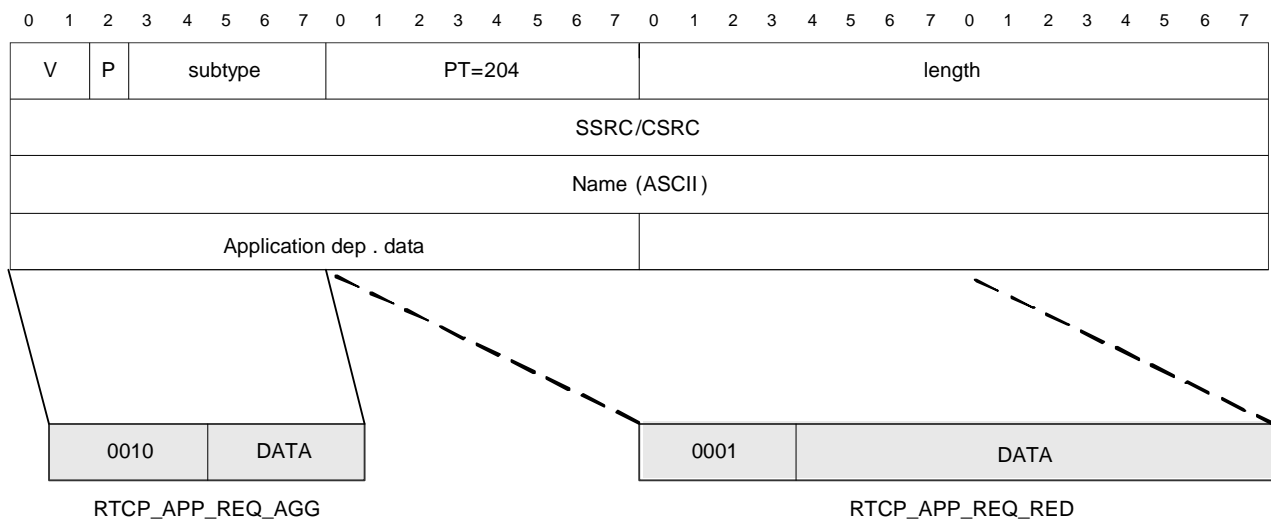 0 1 2 3 4 5 6 7 0 1 2 3 4 5 6 7 0 1 2 3 4 5 6 7 0 1 2 3 4 5 6 7
V P subtype PT=204 length
SSRC/CSRC
Name (ASCII)
Application dep . data
0010 DATA 0001 DATA
RTCP_APP_REQ_AGG RTCP_APP_REQ_RED